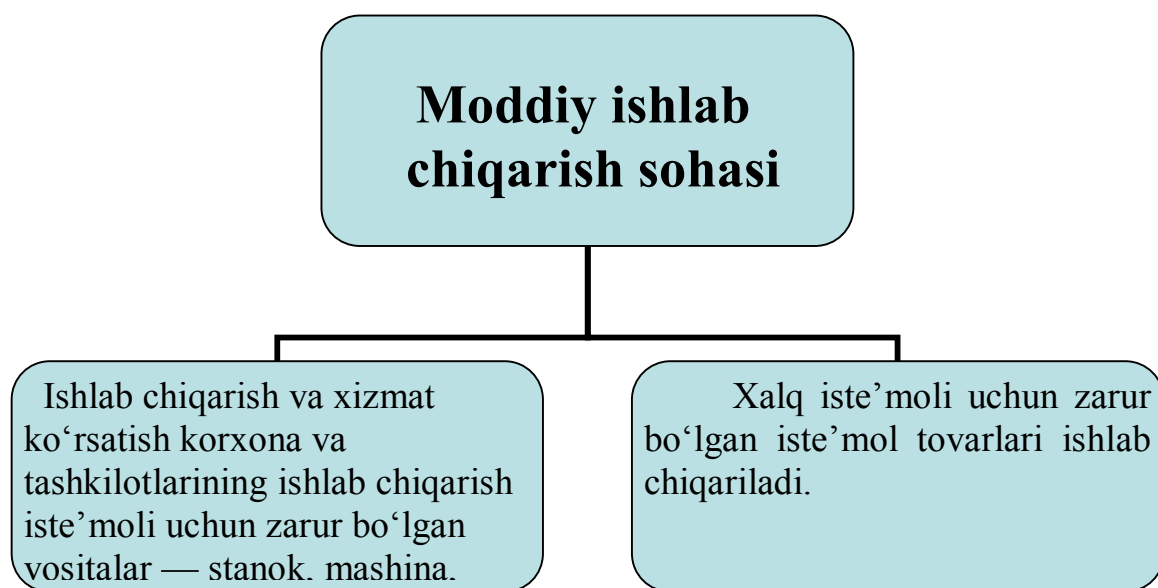 Moddiy ishlab
chiqarish sohasi
Ishlab chiqarish va xizmat
ko‘rsatish korxona va
tashkilotlarining ishlab chiqarish
iste’moli uchun zarur bo‘lgan
vositalar — stanok, mashina,
Xalq iste’moli uchun zarur
bo‘lgan iste’mol tovarlari ishlab
chiqariladi.